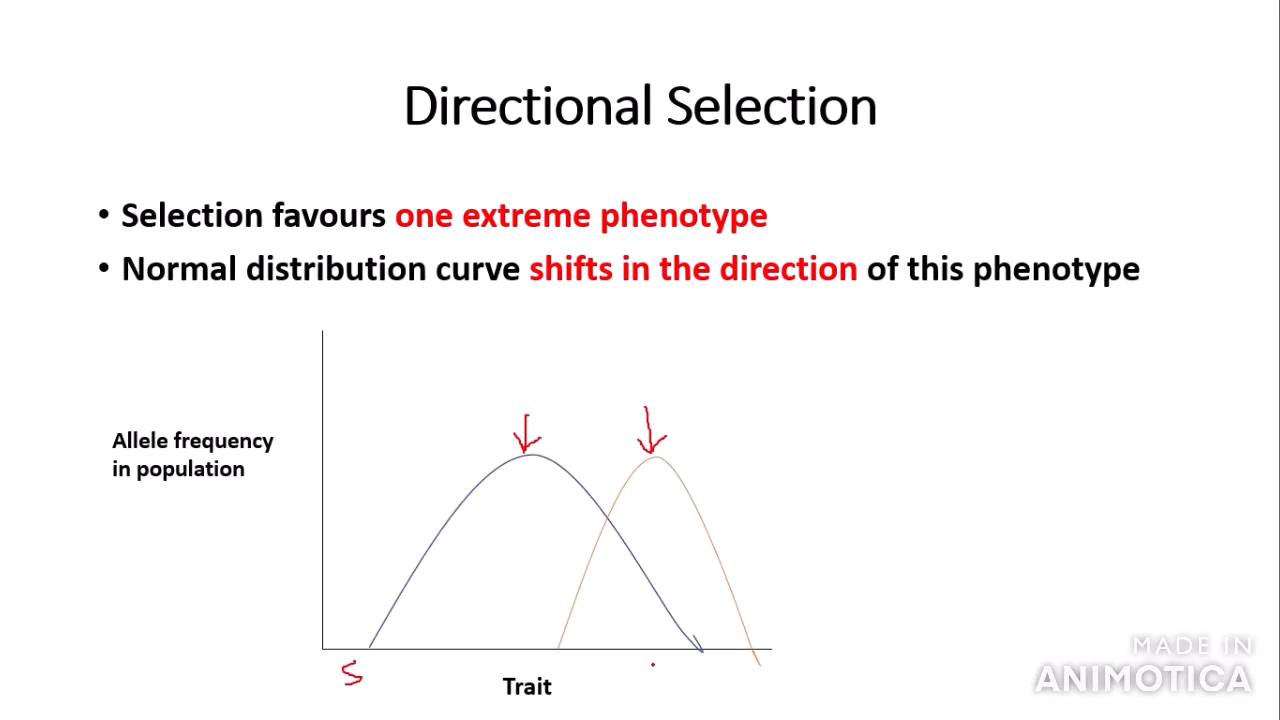 Directional Selection
• Selection favours one extreme phenotype
• Normal distribution curve shifts in the direction of this phenotype
Allele frequency
in population
S
Trait
MADE IN
ANIMOTICA